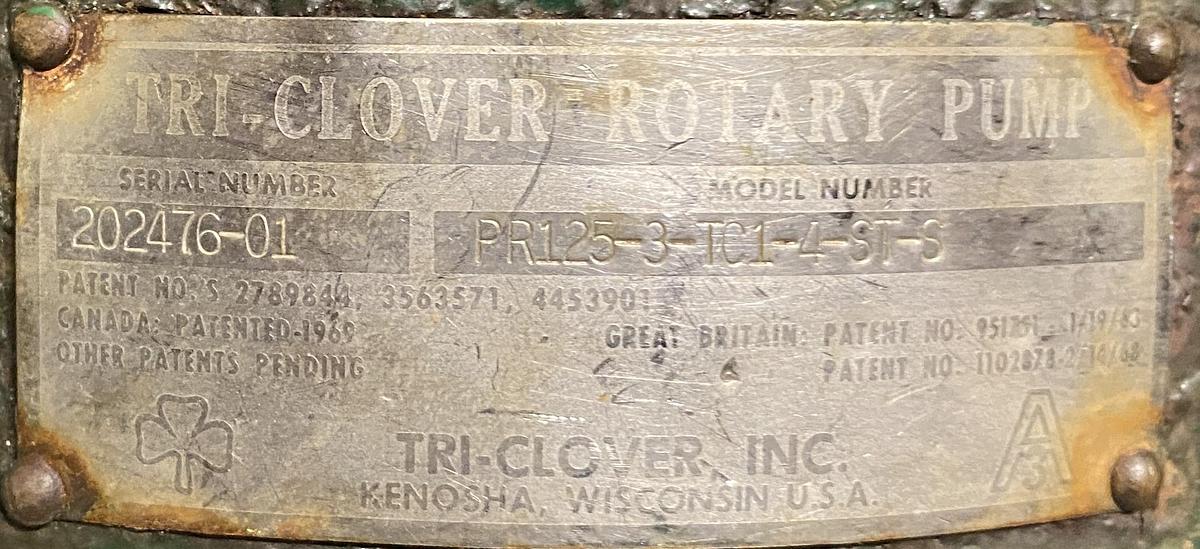 TRI-CLOVER ROTARY PUMP
SERIAL NUMBER MODEL NUMBER
202476-01 PR125-3-TC1-4-ST-S
PATENT NO.'S 2789844, 3563571, 4453901
CANADA: PATENTED-1969 GREAT BRITAIN: PATENT NO.
OTHER PATENTS PENDING PATENT NO.
TRI-CLOVER, INC.
KENOSHA, WISCONSIN U.S.A.